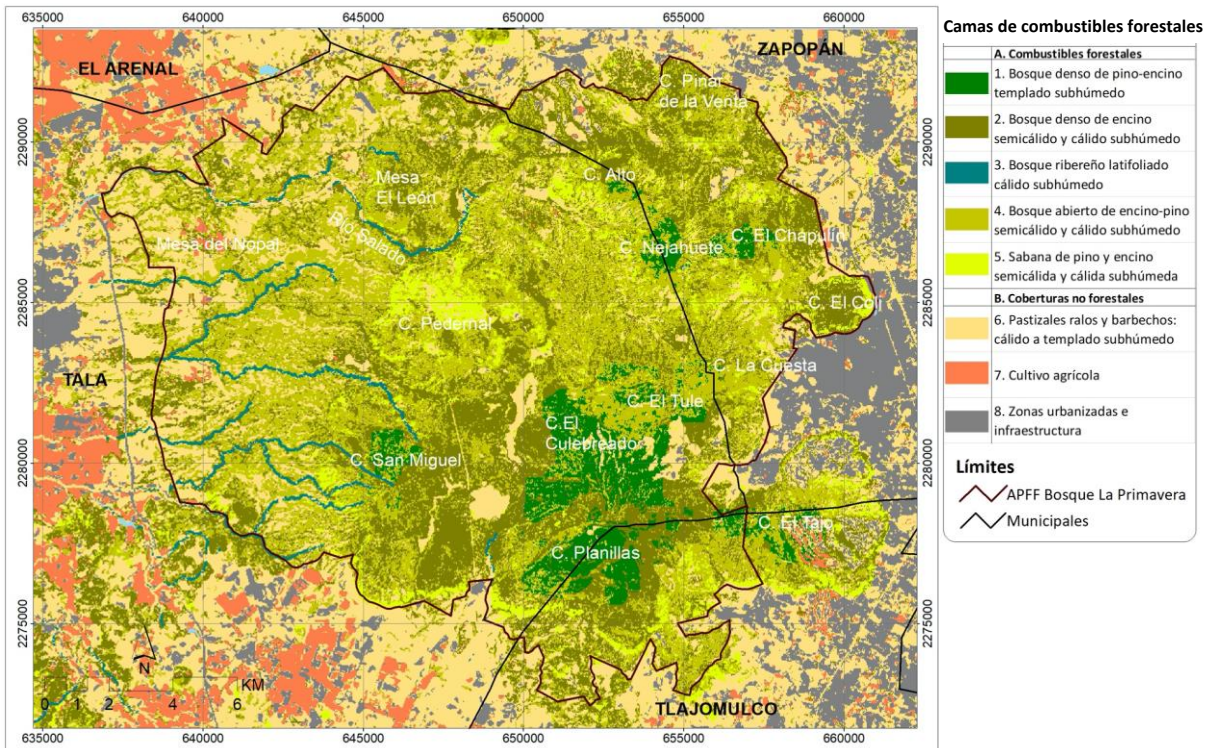 635000 640000 645000 650000 655000 660000
Camas de combustibles forestales
ZAPOPÁN
EL ARENAL
C. Pinar
de la Venta
2290000
2290000
Mesa
El León
C. Alto
Río Salado
Mesa del Nopal
C. Nejahuete
C. El Chapulín
2285000
2285000
C. El Colli
C. Pedernal
TALA
C. La Cuesta
C. El Tule
C.El
Culebreador
2280000
2280000
C. San Miguel
C. El Tajo
C. Planillas
2275000
2275000
N
KM
0 1 2 4 6
TLAJOMULCO
635000 640000 645000 650000 655000 660000
A. Combustibles forestales
1. Bosque denso de pino-encino
templado subhúmedo
2. Bosque denso de encino
semicálido y cálido subhúmedo
3. Bosque ribereño latifoliado
cálido subhúmedo
4. Bosque abierto de encino-pino
semicálido y cálido subhúmedo
5. Sabana de pino y encino
semicálida y cálida subhúmeda
B. Coberturas no forestales
6. Pastizales ralos y barbechos:
cálido a templado subhúmedo
7. Cultivo agrícola
8. Zonas urbanizadas e
infraestructura
Límites
APFF Bosque La Primavera
Municipales